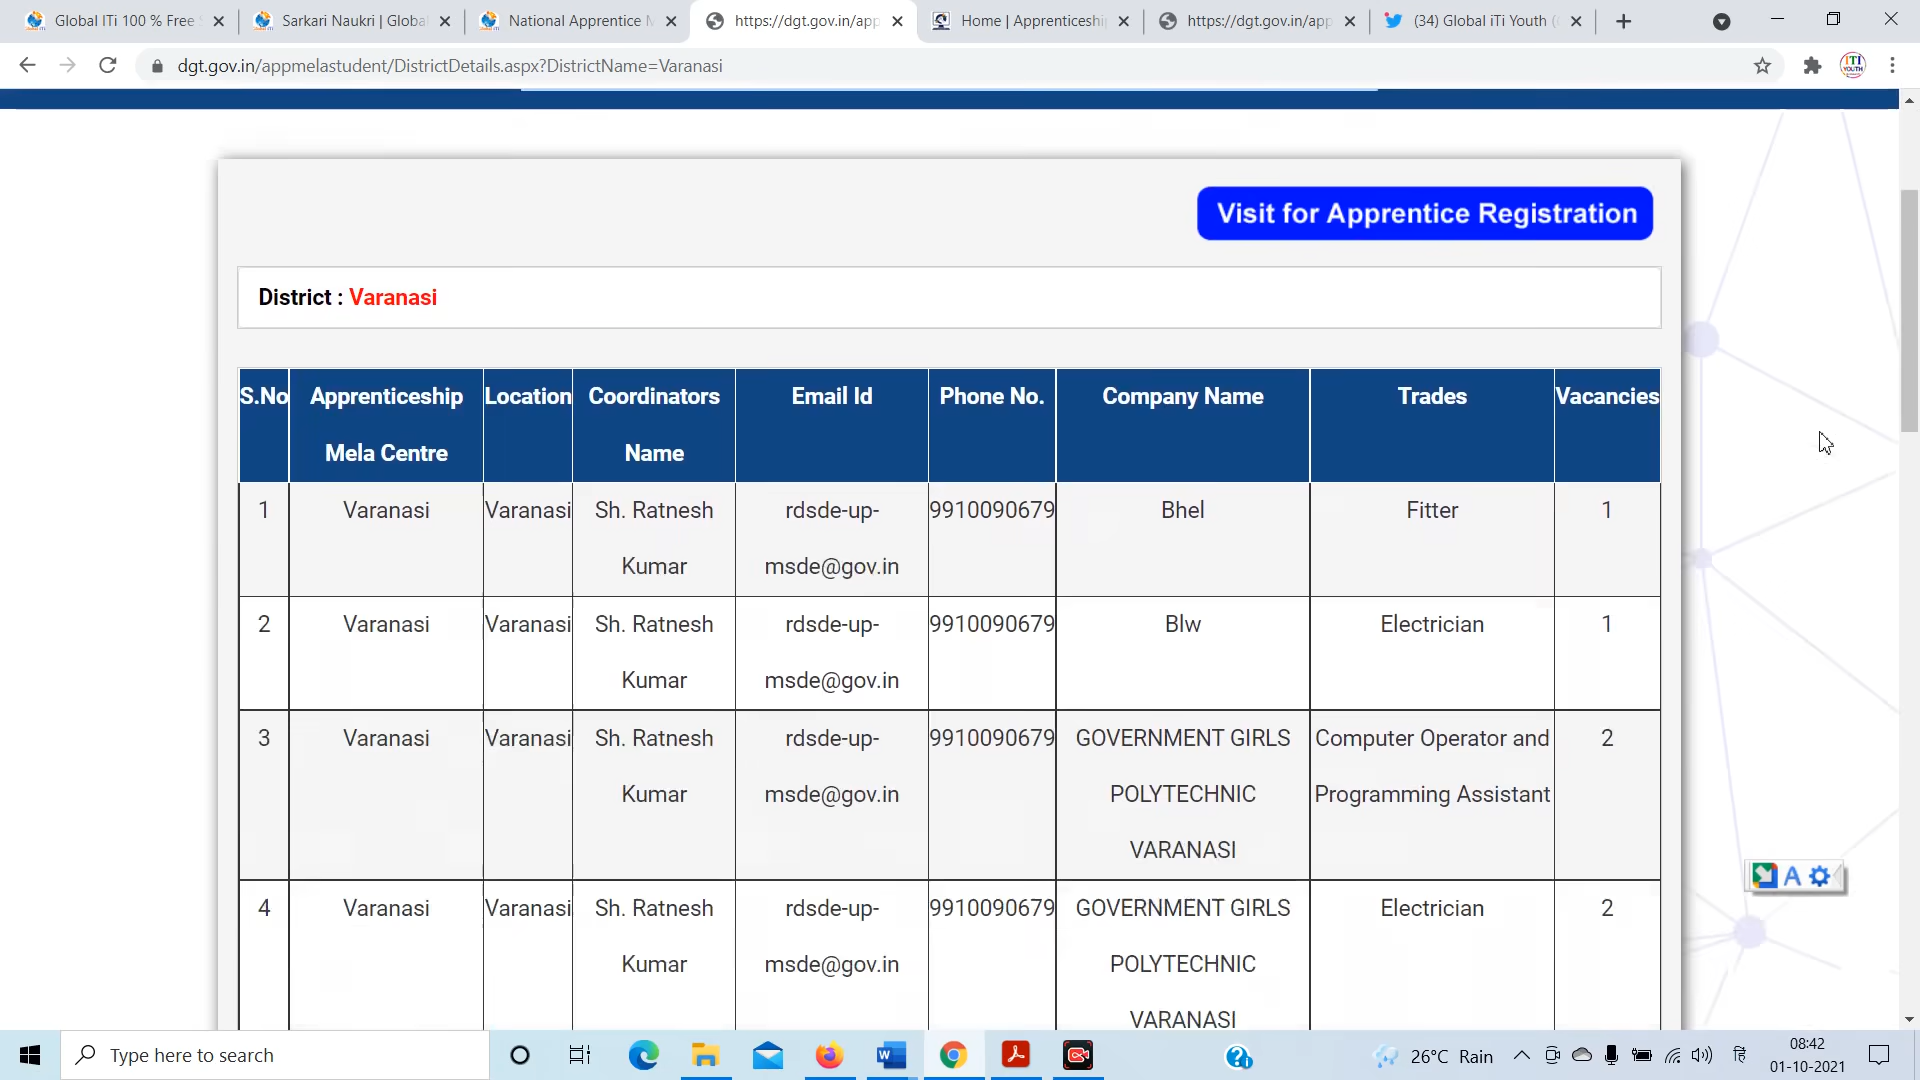 Global ITi 100 % Free
Sarkari Naukri | Global
National Apprentice M
https://dgt.gov.in/app
Home | Apprenticeship
https://dgt.gov.in/app
(34) Global iTi Youth (
dgt.gov.in/appmelastudent/DistrictDetails.aspx?DistrictName=Varanasi
ITI
YOUTH
Visit for Apprentice Registration
District : Varanasi
S.No Apprenticeship Location Coordinators Email Id Phone No. Company Name Trades Vacancies
Mela Centre Name
1 Varanasi Varanasi Sh. Ratnesh rdsde-up- 9910090679 Bhel Fitter 1
Kumar msde@gov.in
2 Varanasi Varanasi Sh. Ratnesh rdsde-up- 9910090679 Blw Electrician 1
Kumar msde@gov.in
3 Varanasi Varanasi Sh. Ratnesh rdsde-up- 9910090679 GOVERNMENT GIRLS Computer Operator and 2
Kumar msde@gov.in POLYTECHNIC Programming Assistant
VARANASI
4 Varanasi Varanasi Sh. Ratnesh rdsde-up- 9910090679 GOVERNMENT GIRLS Electrician 2
Kumar msde@gov.in POLYTECHNIC
VARANASI
A
Type here to search
26°C Rain
हि
08:42
01-10-2021